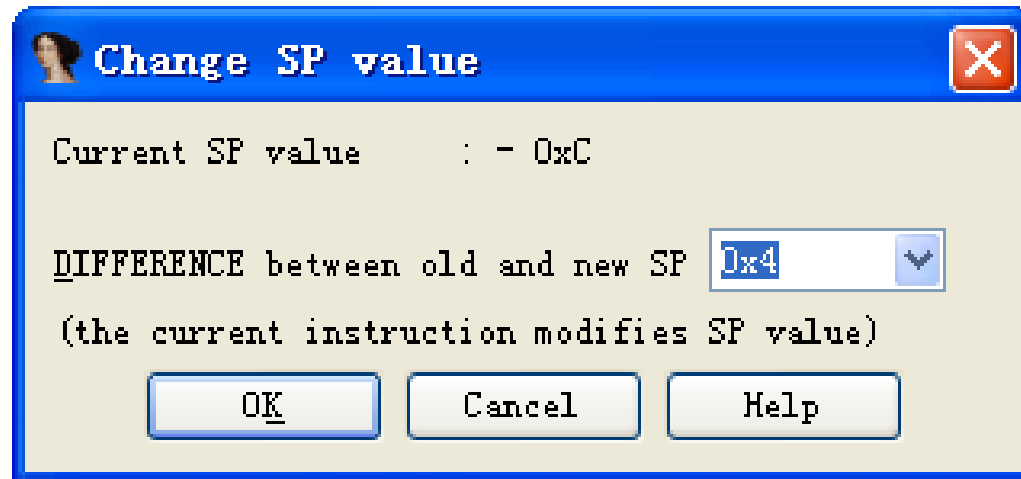 Change SP value
Current SP value : - 0xC
DIFFERENCE between old and new SP 0x4
(the current instruction modifies SP value)
OK Cancel Help